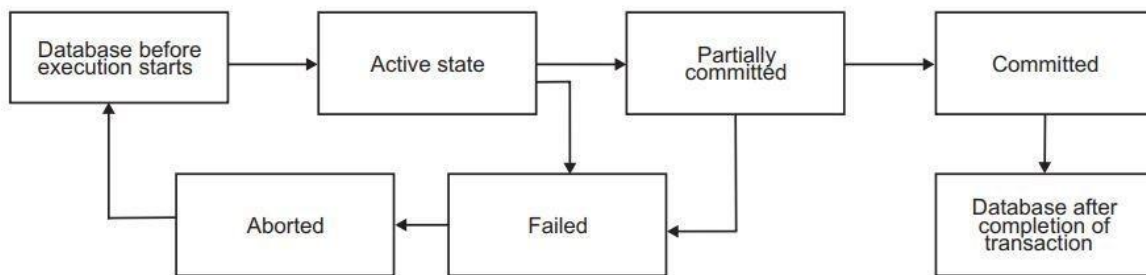 Database before
execution starts
Active state
Partially
committed
Committed
Aborted
Failed
Database after
completion of
transaction